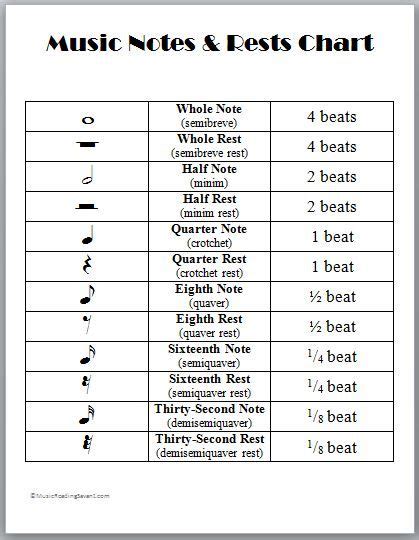 Music Notes & Rests Chart
Whole Note
(semibreve)
4 beats
Whole Rest
(semibreve rest)
4 beats
Half Note
(minim)
2 beats
Half Rest
(minim rest)
2 beats
Quarter Note
(crotchet)
1 beat
Quarter Rest
(crotchet rest)
1 beat
Eighth Note
(quaver)
½ beat
Eighth Rest
(quaver rest)
½ beat
Sixteenth Note
(semiquaver)
1/4 beat
Sixteenth Rest
(semiquaver rest)
1/4 beat
Thirty-Second Note
(demisemiquaver)
1/8 beat
Thirty-Second Rest
(demisemiquaver rest)
1/8 beat
©MusicReadingSavant.com